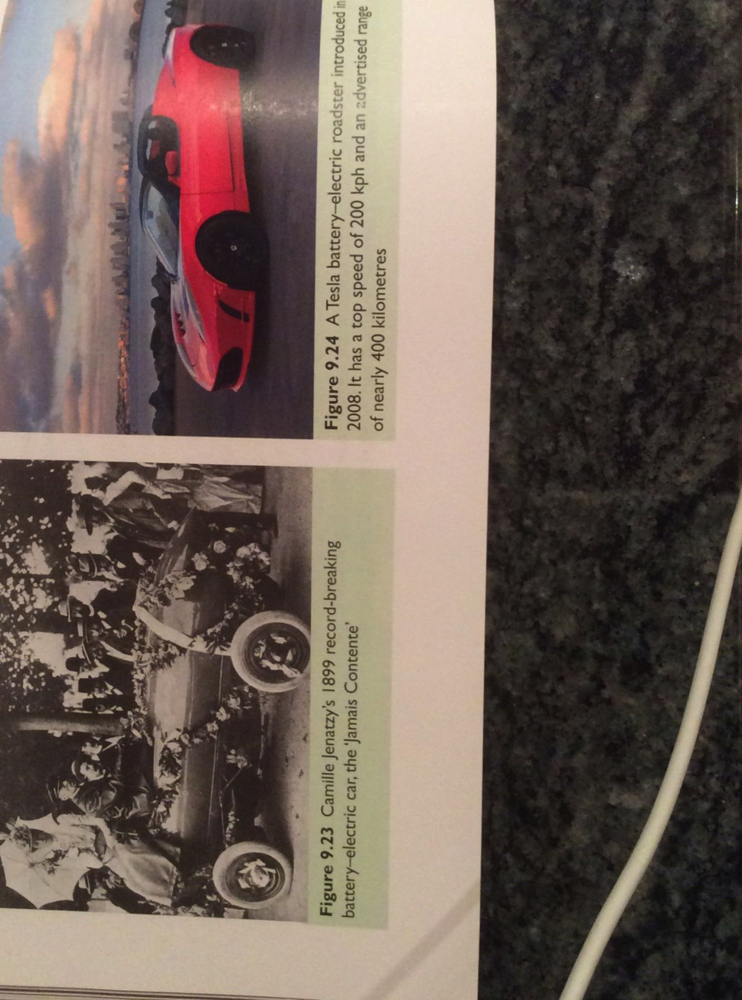 Figure 9.23 Camille Jenatzy's 1899 record-breaking
battery–electric car, the 'Jamais Contente'
Figure 9.24 A Tesla battery–electric roadster introduced in
2008. It has a top speed of 200 kph and an advertised range
of nearly 400 kilometres